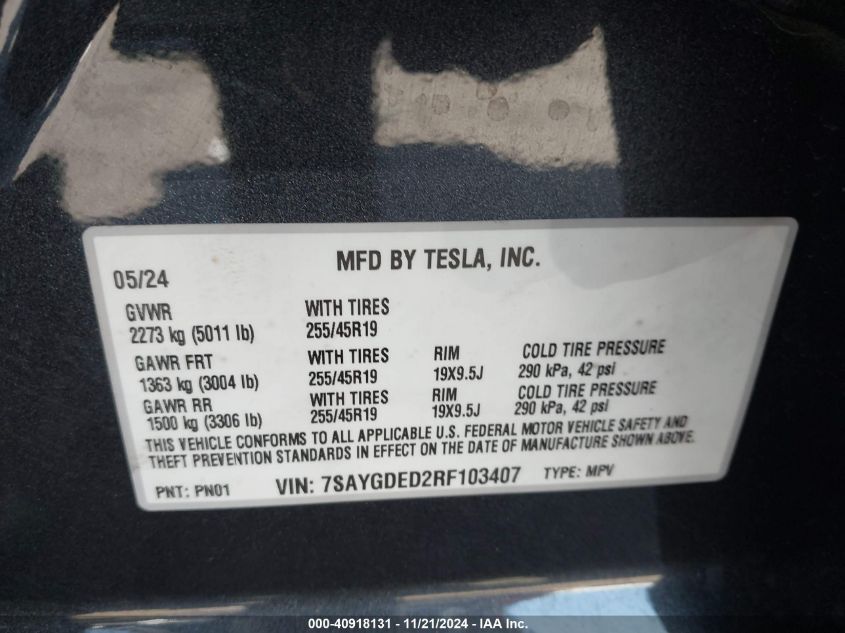 MFD BY TESLA, INC.
05/24
GVWR WITH TIRES
2273 kg (5011 lb) 255/45R19
GAWR FRT WITH TIRES RIM COLD TIRE PRESSURE
1363 kg (3004 lb) 255/45R19 19X9.5J 290 kPa, 42 psi
GAWR RR WITH TIRES RIM COLD TIRE PRESSURE
1500 kg (3306 lb) 255/45R19 19X9.5J 290 kPa, 42 psi
THIS VEHICLE CONFORMS TO ALL APPLICABLE U.S. FEDERAL MOTOR VEHICLE SAFETY AND
THEFT PREVENTION STANDARDS IN EFFECT ON THE DATE OF MANUFACTURE SHOWN ABOVE.
PNT: PN01 VIN: 7SAYGDED2RF103407 TYPE: MPV
000-40918131 - 11/21/2024 - IAA Inc.